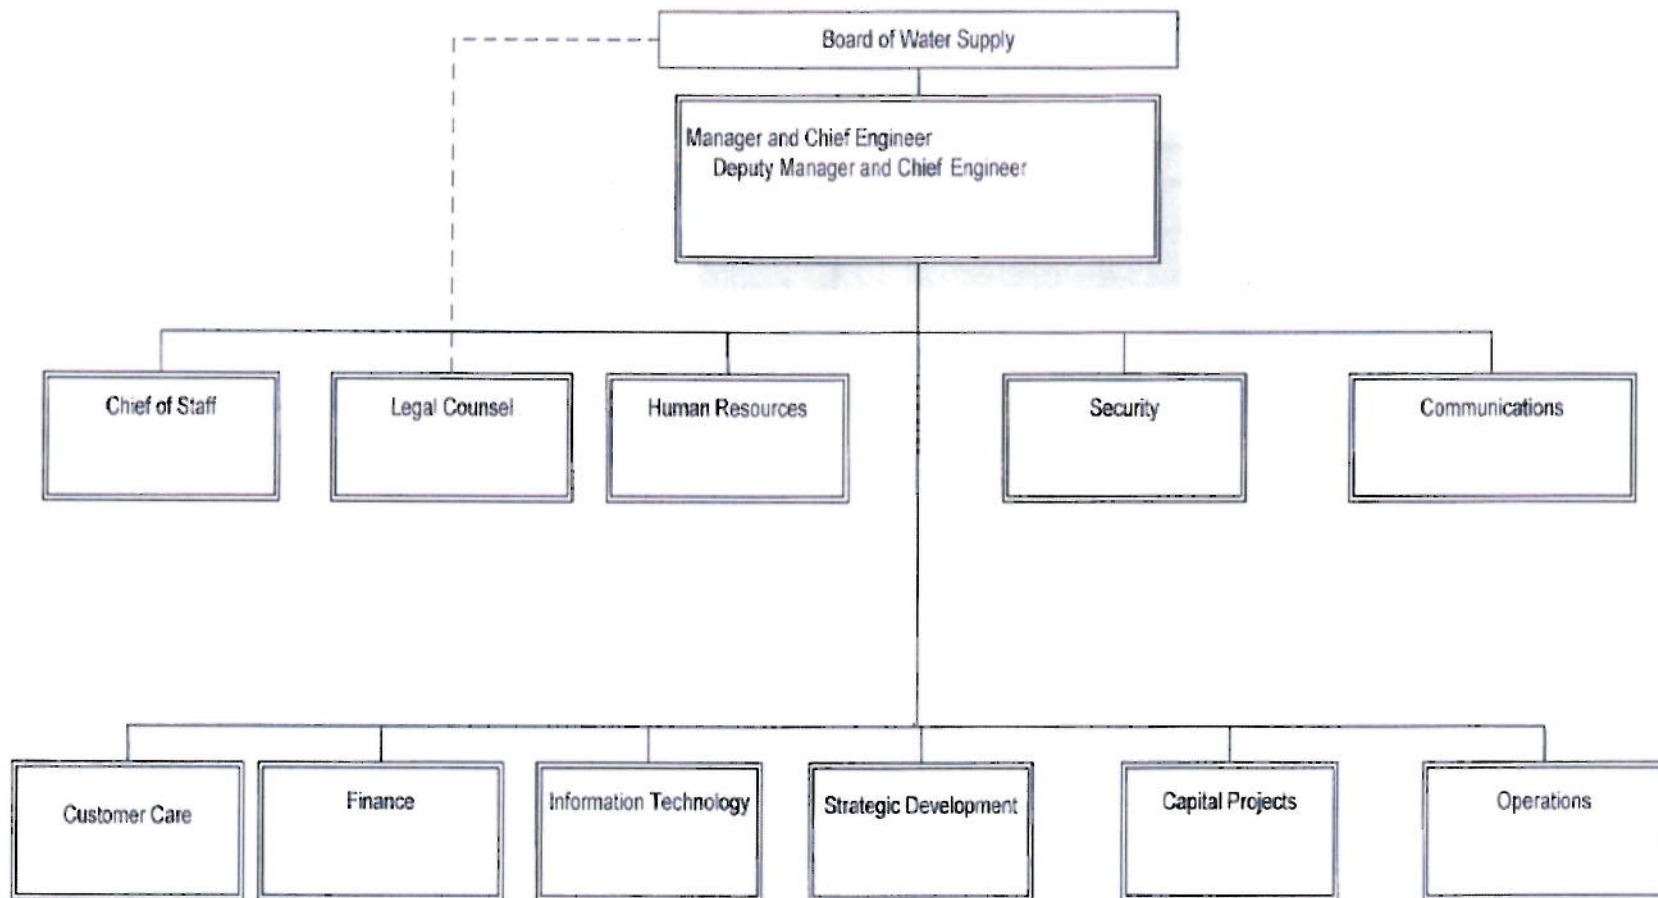 Board of Water Supply
Manager and Chief Engineer
Deputy Manager and Chief Engineer
Chief of Staff
Legal Counsel
Human Resources
Security
Communications
Customer Care
Finance
Information Technology
Strategic Development
Capital Projects
Operations